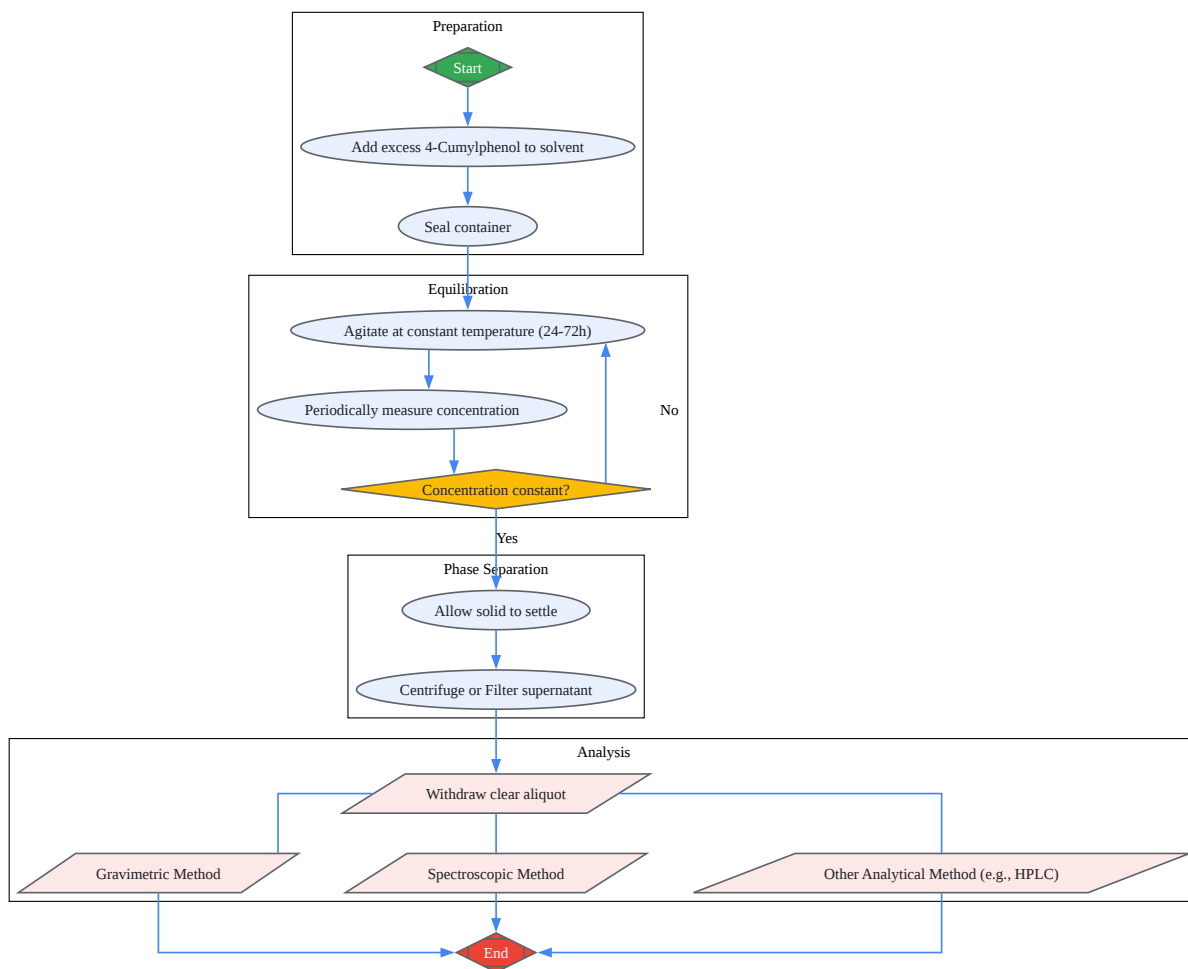 Preparation
Start
Add excess 4-Cumylphenol to solvent
Seal container
Equilibration
Agitate at constant temperature (24-72h)
Periodically measure concentration
No
Concentration constant?
Yes
Phase Separation
Allow solid to settle
Centrifuge or Filter supernatant
Analysis
Withdraw clear aliquot
Gravimetric Method
Spectroscopic Method
Other Analytical Method (e.g., HPLC)
End